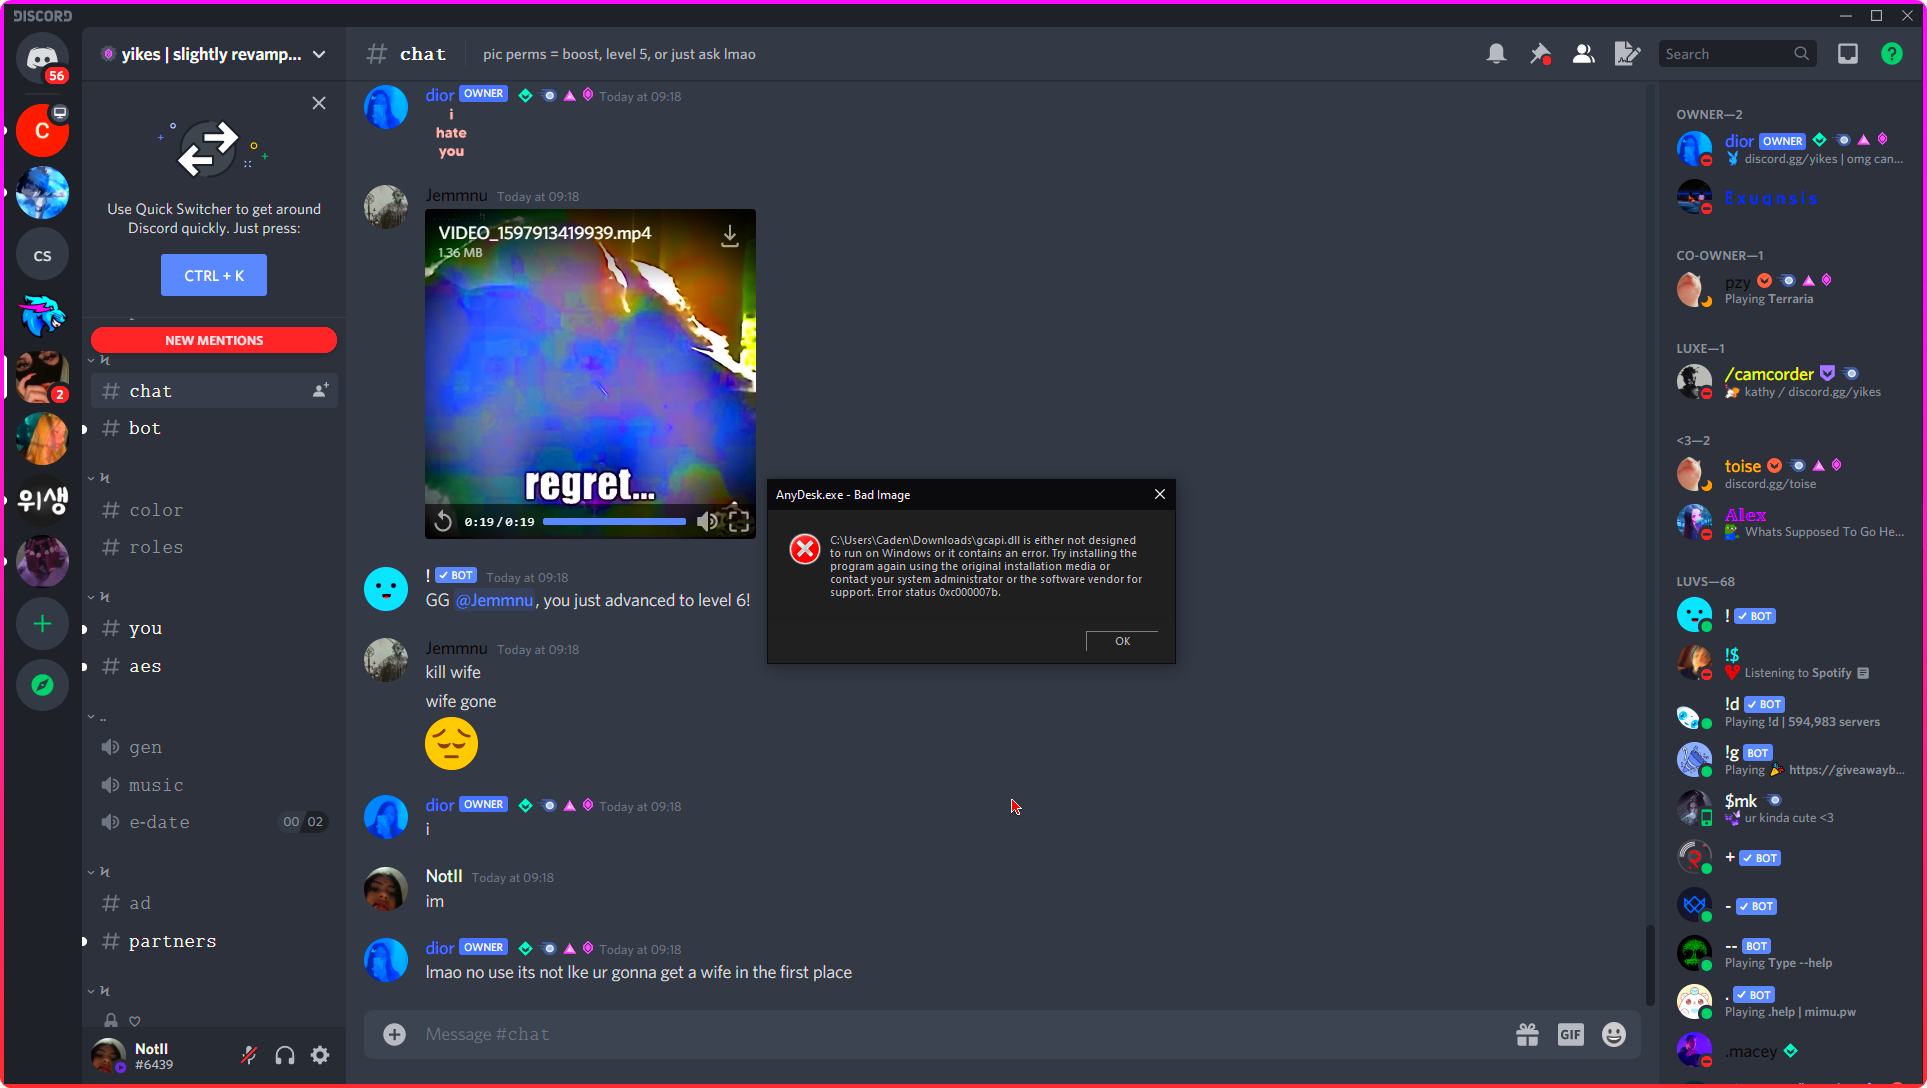 DISCORD
56
C
CS
2
위생
yikes | slightly revamp...
Use Quick Switcher to get around
Discord quickly. Just press:
CTRL + K
NEW MENTIONS
chat
bot
color
roles
you
aes
..
gen
music
e-date
00 02
ad
partners
NotII
#6439
# chat
pic perms = boost, level 5, or just ask lmao
Search
dior OWNER Today at 09:18
i
hate
you
Jemmnu Today at 09:18
VIDEO_1597913419939.mp4
1.36 MB
regret...
0:19/0:19
! BOT Today at 09:18
GG @Jemmnu, you just advanced to level 6!
Jemmnu Today at 09:18
kill wife
wife gone
dior OWNER Today at 09:18
i
NotII Today at 09:18
im
dior OWNER Today at 09:18
lmao no use its not lke ur gonna get a wife in the first place
Message #chat
GIF
AnyDesk.exe - Bad Image
C:\Users\Caden\Downloads\gcapi.dll is either not designed
to run on Windows or it contains an error. Try installing the
program again using the original installation media or
contact your system administrator or the software vendor for
support. Error status 0xc000007b.
OK
OWNER—2
dior OWNER
discord.gg/yikes | omg can...
Exuansis
CO-OWNER—1
pzy
Playing Terraria
LUXE—1
/camcorder
kathy / discord.gg/yikes
<3—2
toise
discord.gg/toise
Alex
Whats Supposed To Go He...
LUVS—68
! BOT
!$
Listening to Spotify
!d BOT
Playing !d | 594,983 servers
!g BOT
Playing https://giveawayb...
$mk
ur kinda cute <3
+ BOT
- BOT
-- BOT
Playing Type --help
. BOT
Playing .help | mimu.pw
.macey